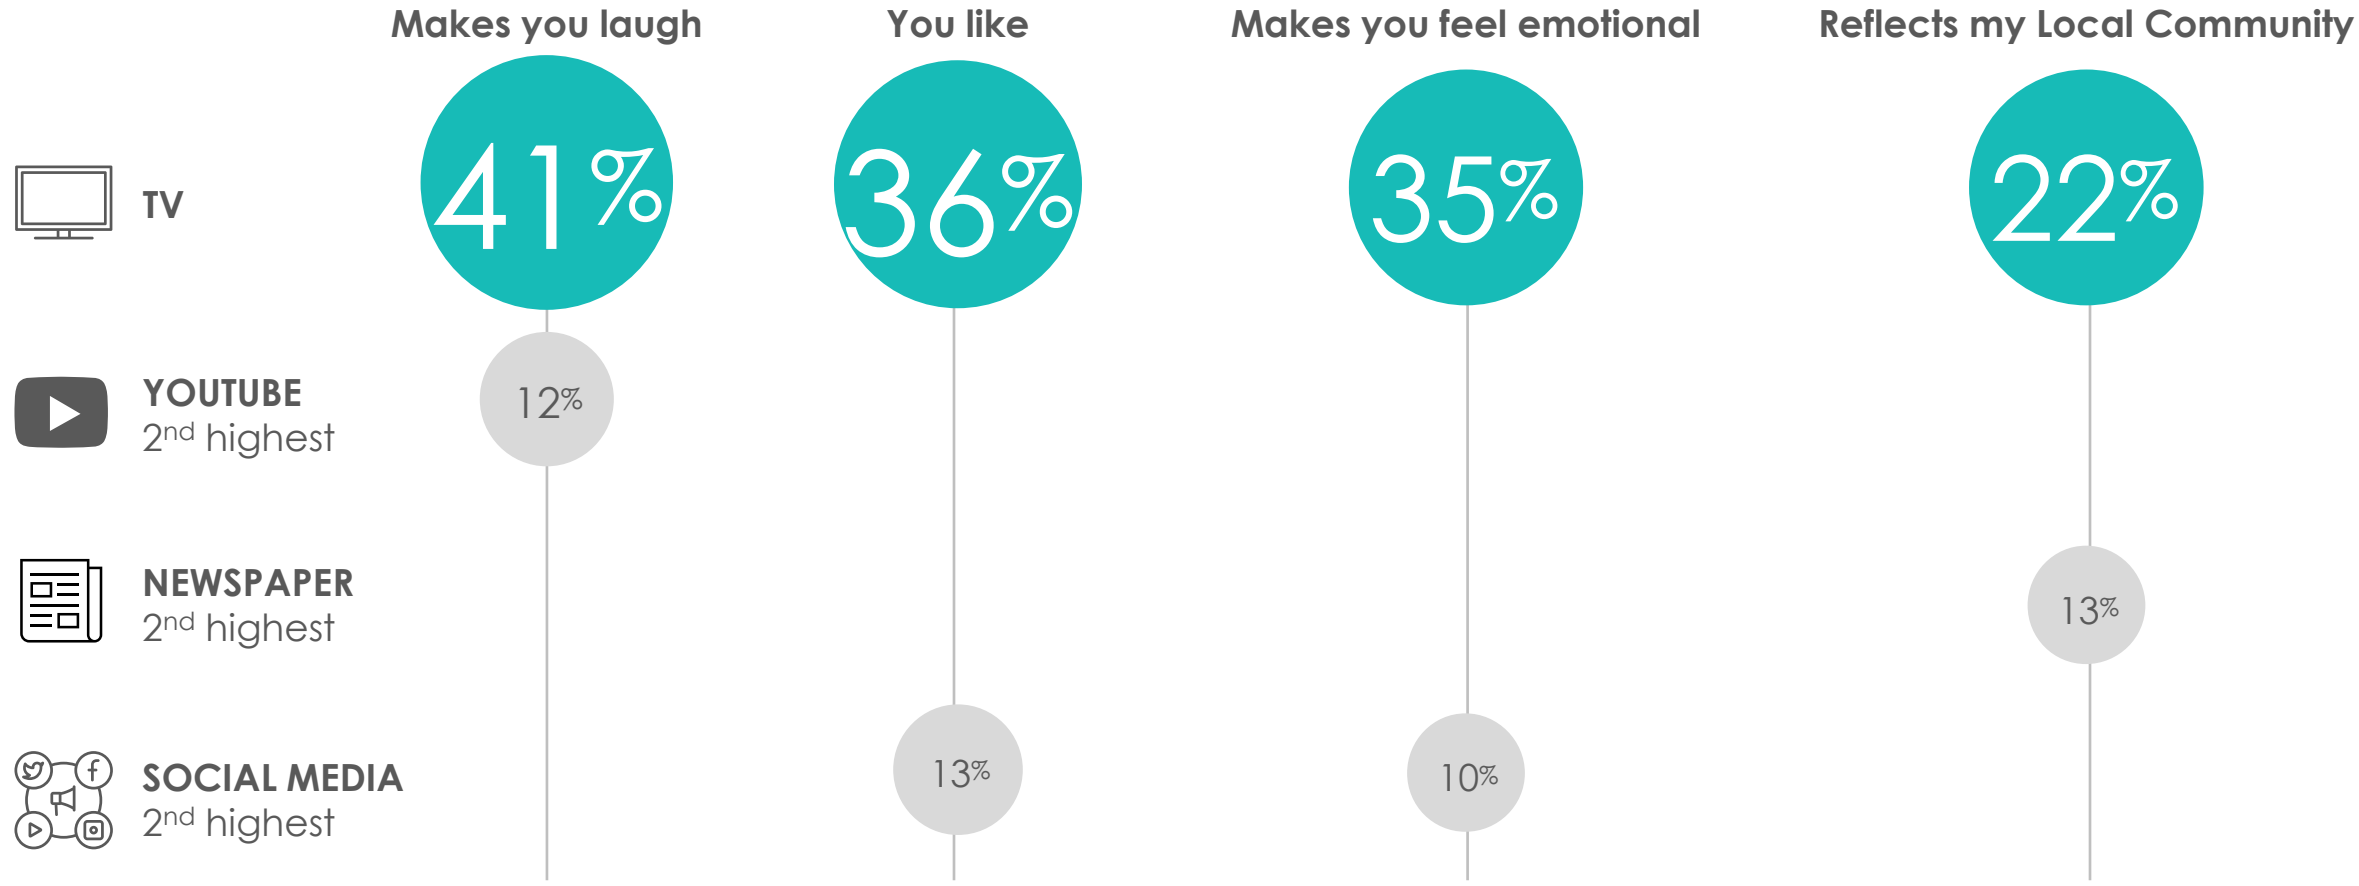 Makes you laugh
You like
Makes you feel emotional
Reflects my Local Community
TV
41%
36%
35%
22%
YOUTUBE
2nd highest
12%
NEWSPAPER
2nd highest
13%
SOCIAL MEDIA
2nd highest
13%
10%